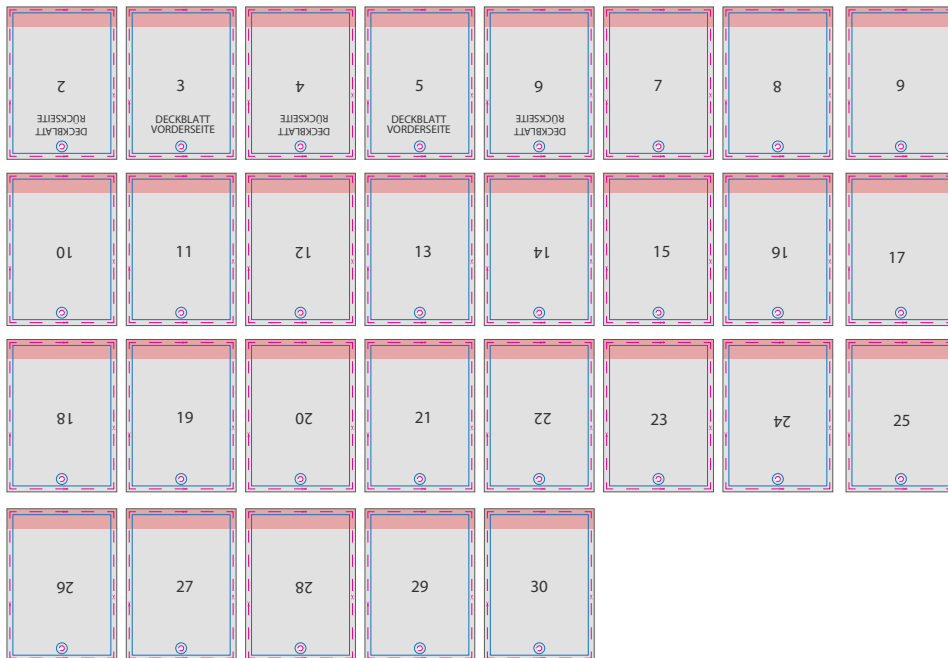 2
DECKBLATT
RÜCKSEITE
3
DECKBLATT
VORDERSEITE
4
DECKBLATT
RÜCKSEITE
5
DECKBLATT
VORDERSEITE
6
DECKBLATT
RÜCKSEITE
7
8
9
10
11
12
13
14
15
16
17
18
19
20
21
22
23
24
25
26
27
28
29
30